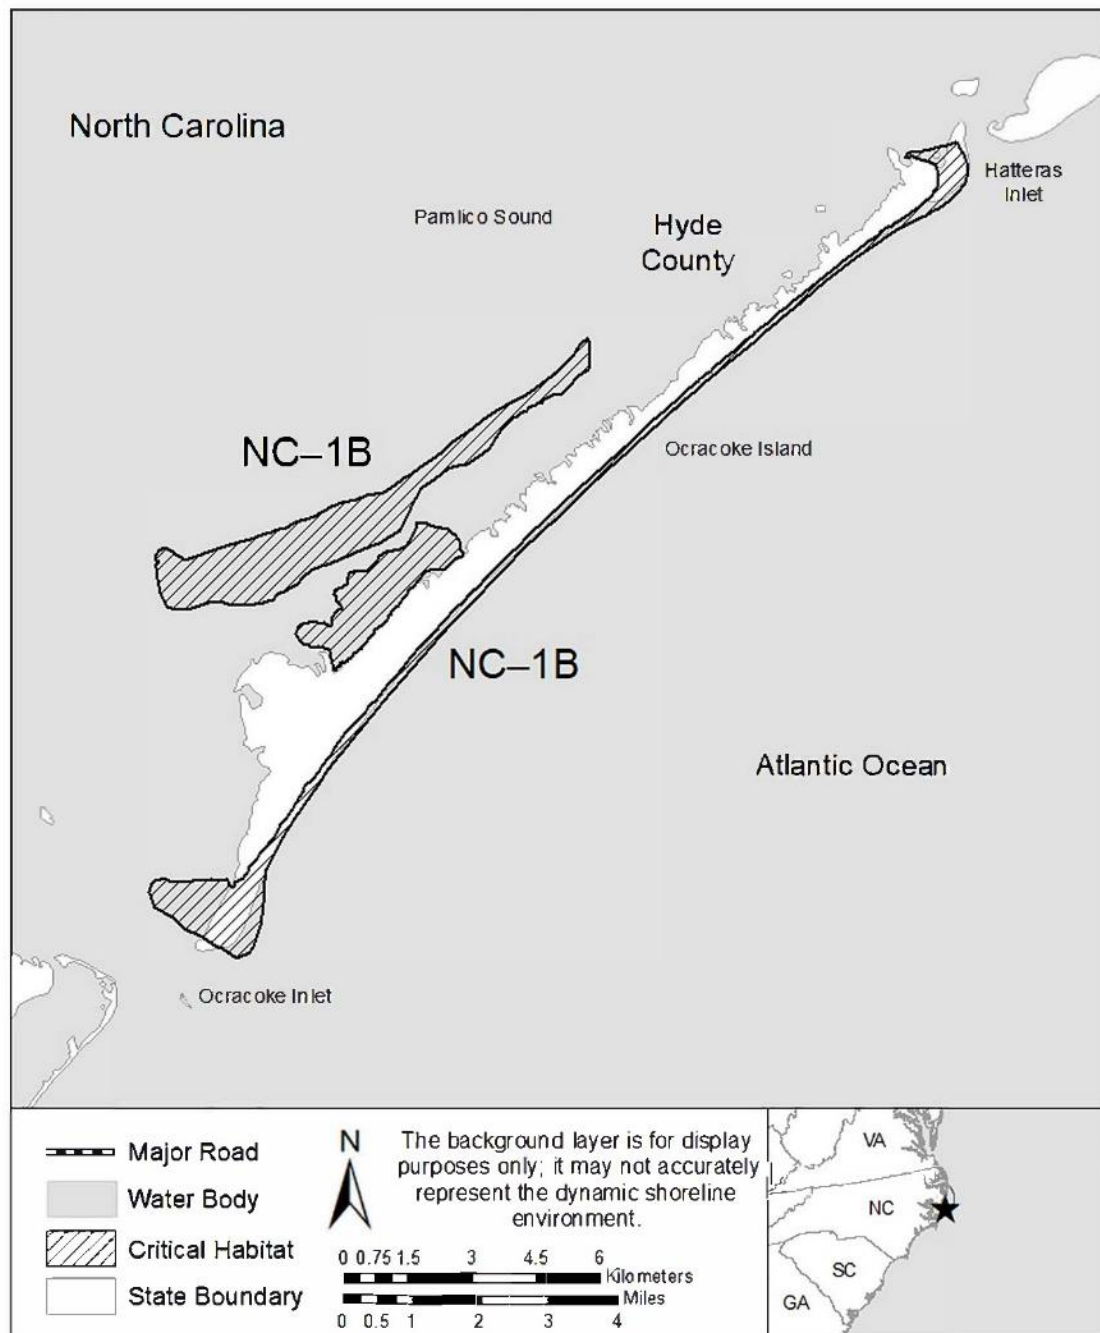 North Carolina
Hatteras
Inlet
Pamlico Sound
Hyde
County
NC–1B
Ocracoke Island
NC–1B
Atlantic Ocean
Ocracoke Inlet
Major Road
Water Body
Critical Habitat
State Boundary
N
The background layer is for display
purposes only; it may not accurately
represent the dynamic shoreline
environment.
0 0.75 1.5 3 4.5 6
Kilometers
Miles
0 0.5 1 2 3 4
VA
NC
SC
GA